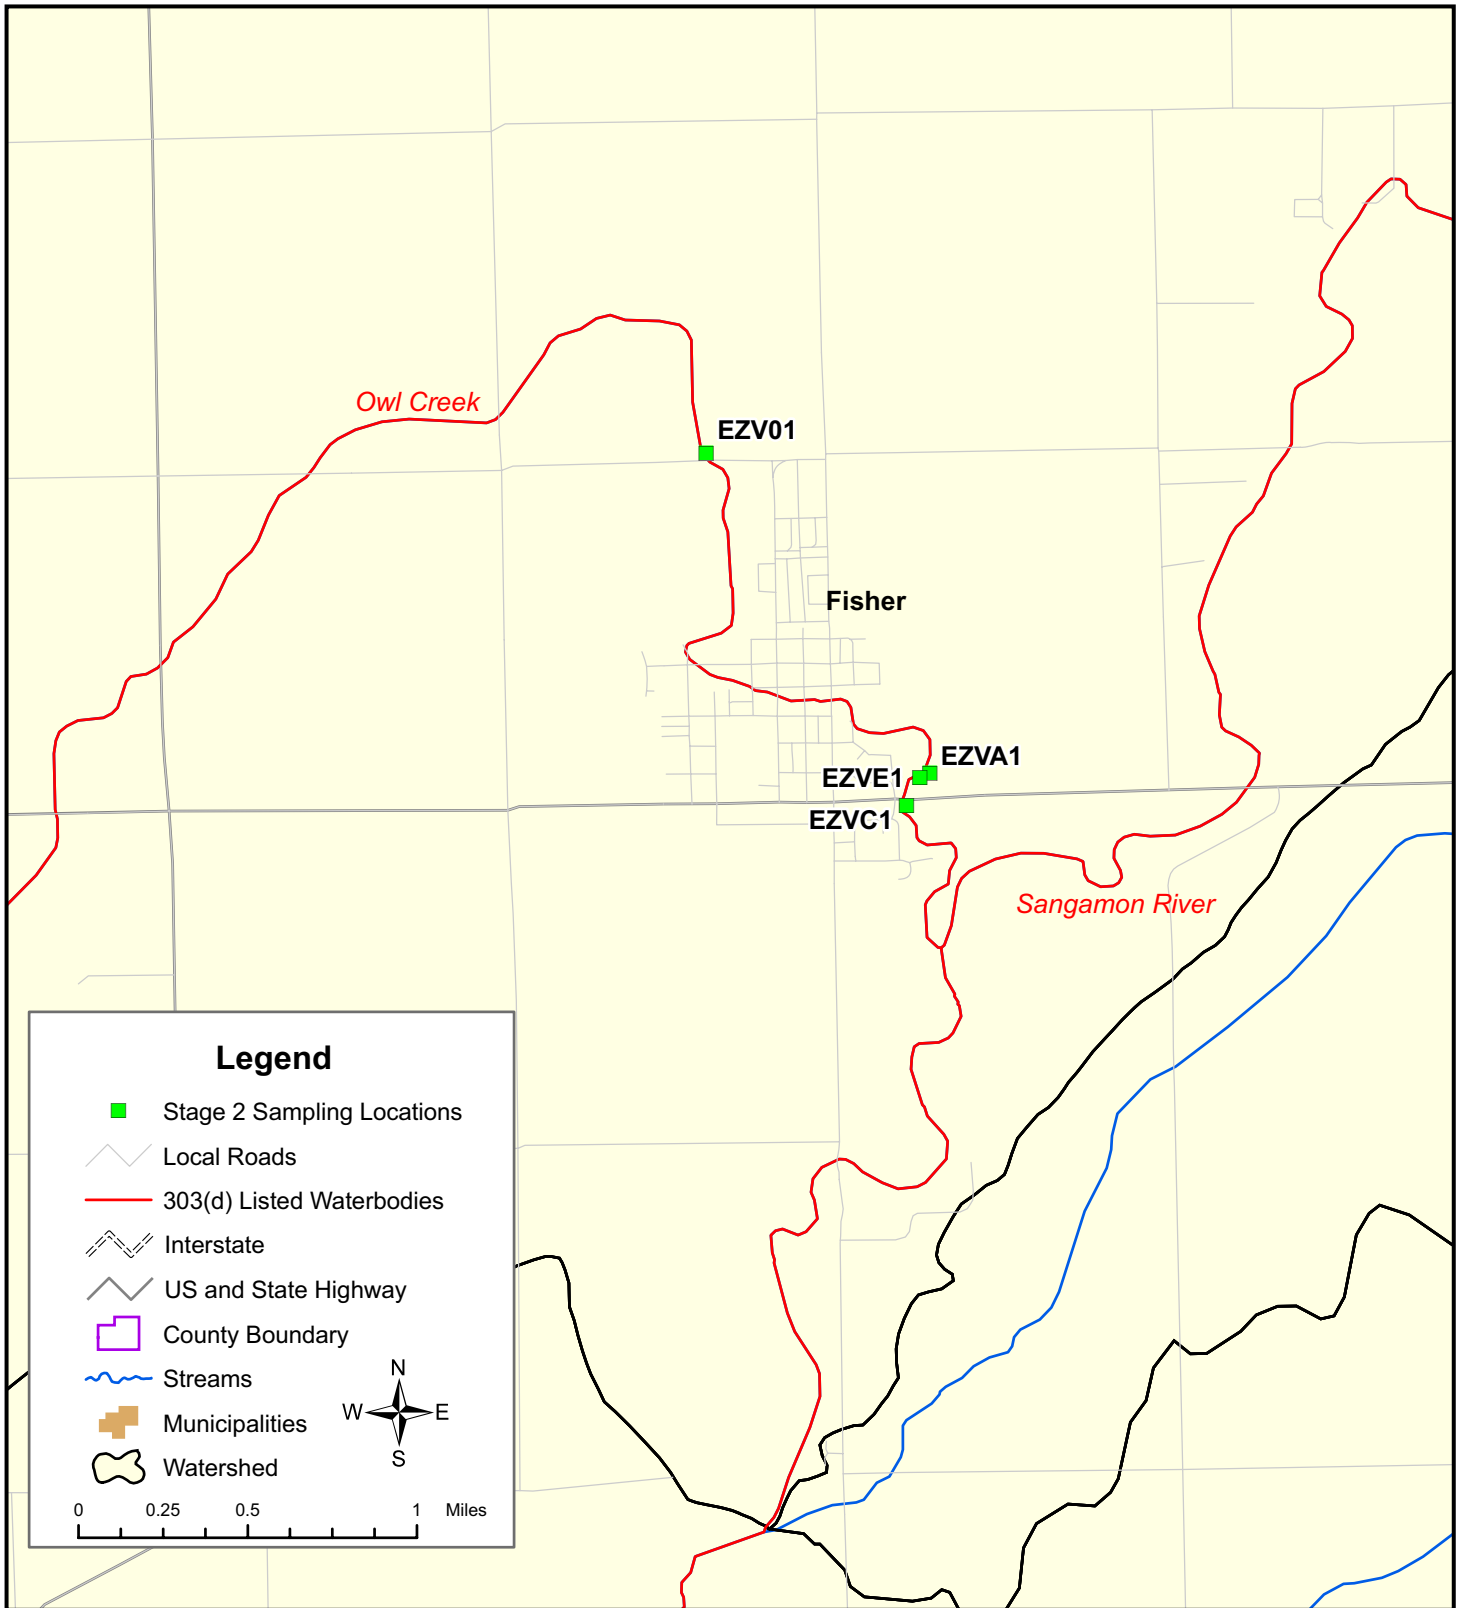 Owl Creek
EZV01
Fisher
EZVA1
EZVE1
EZVC1
Sangamon River
Legend
Stage 2 Sampling Locations
Local Roads
303(d) Listed Waterbodies
Interstate
US and State Highway
County Boundary
Streams
Municipalities
Watershed
N
W E
S
0 0.25 0.5 1 Miles